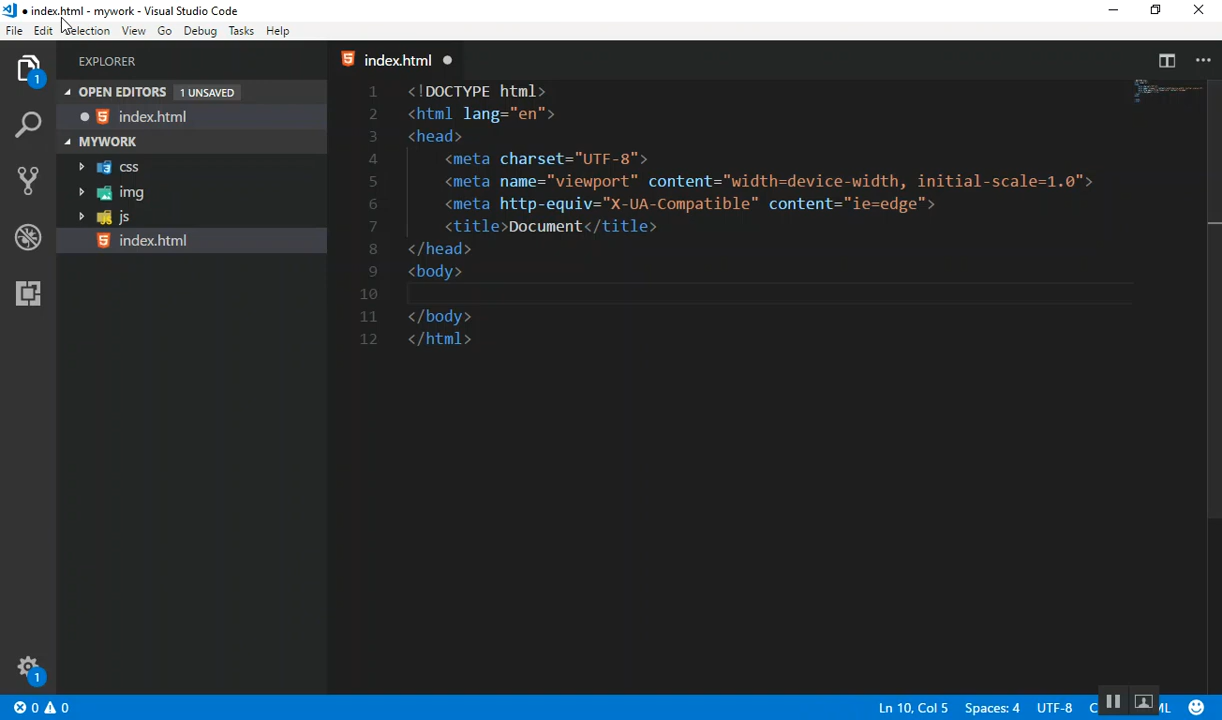 ● index.html - mywork - Visual Studio Code
File Edit Selection View Go Debug Tasks Help
EXPLORER
OPEN EDITORS 1 UNSAVED
index.html
MYWORK
css
img
js
index.html
1
1
index.html
1 <!DOCTYPE html>
2 <html lang="en">
3 <head>
4 <meta charset="UTF-8">
5 <meta name="viewport" content="width=device-width, initial-scale=1.0">
6 <meta http-equiv="X-UA-Compatible" content="ie=edge">
7 <title>Document</title>
8 </head>
9 <body>
10
11 </body>
12 </html>
0 0 Ln 10, Col 5 Spaces: 4 UTF-8